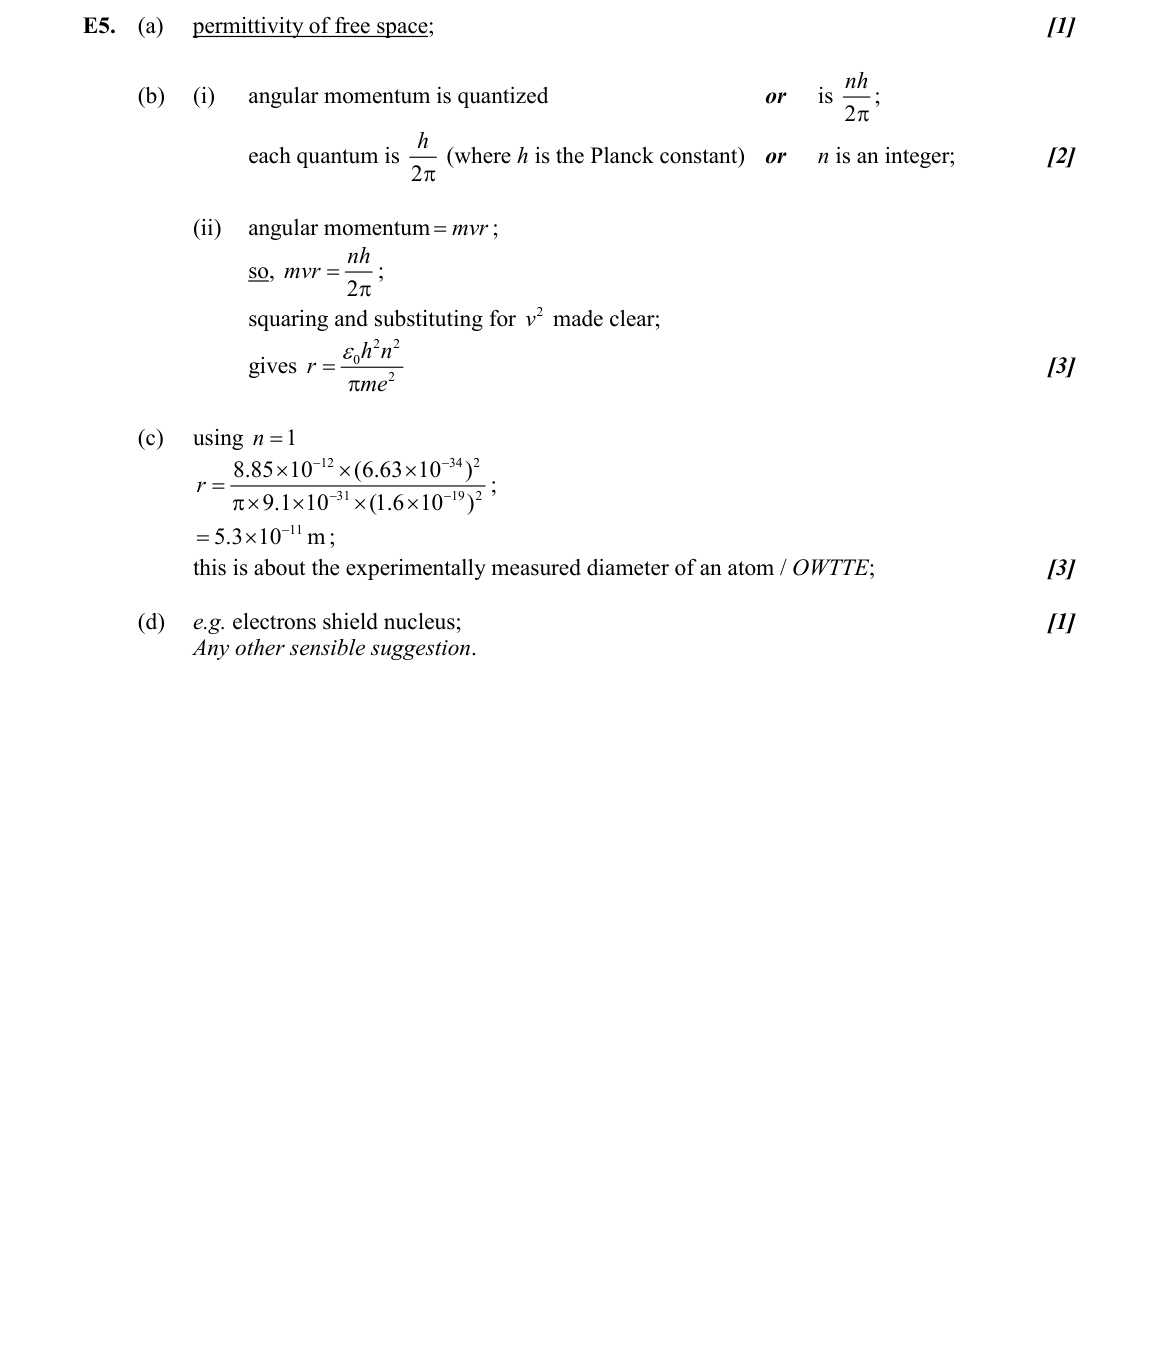 E5. (a) permittivity of free space; [1]
(b) (i) angular momentum is quantized or is nh/2π;
each quantum is h/2π (where h is the Planck constant) or n is an integer; [2]
(ii) angular momentum = mvr;
so, mvr = nh/2π;
squaring and substituting for v² made clear;
gives r = ε₀h²n²/πme² [3]
(c) using n = 1
r = 8.85×10⁻¹²×(6.63×10⁻³⁴)²/π×9.1×10⁻³¹×(1.6×10⁻¹⁹)²;
= 5.3×10⁻¹¹ m;
this is about the experimentally measured diameter of an atom / OWTTE; [3]
(d) e.g. electrons shield nucleus; [1]
Any other sensible suggestion.